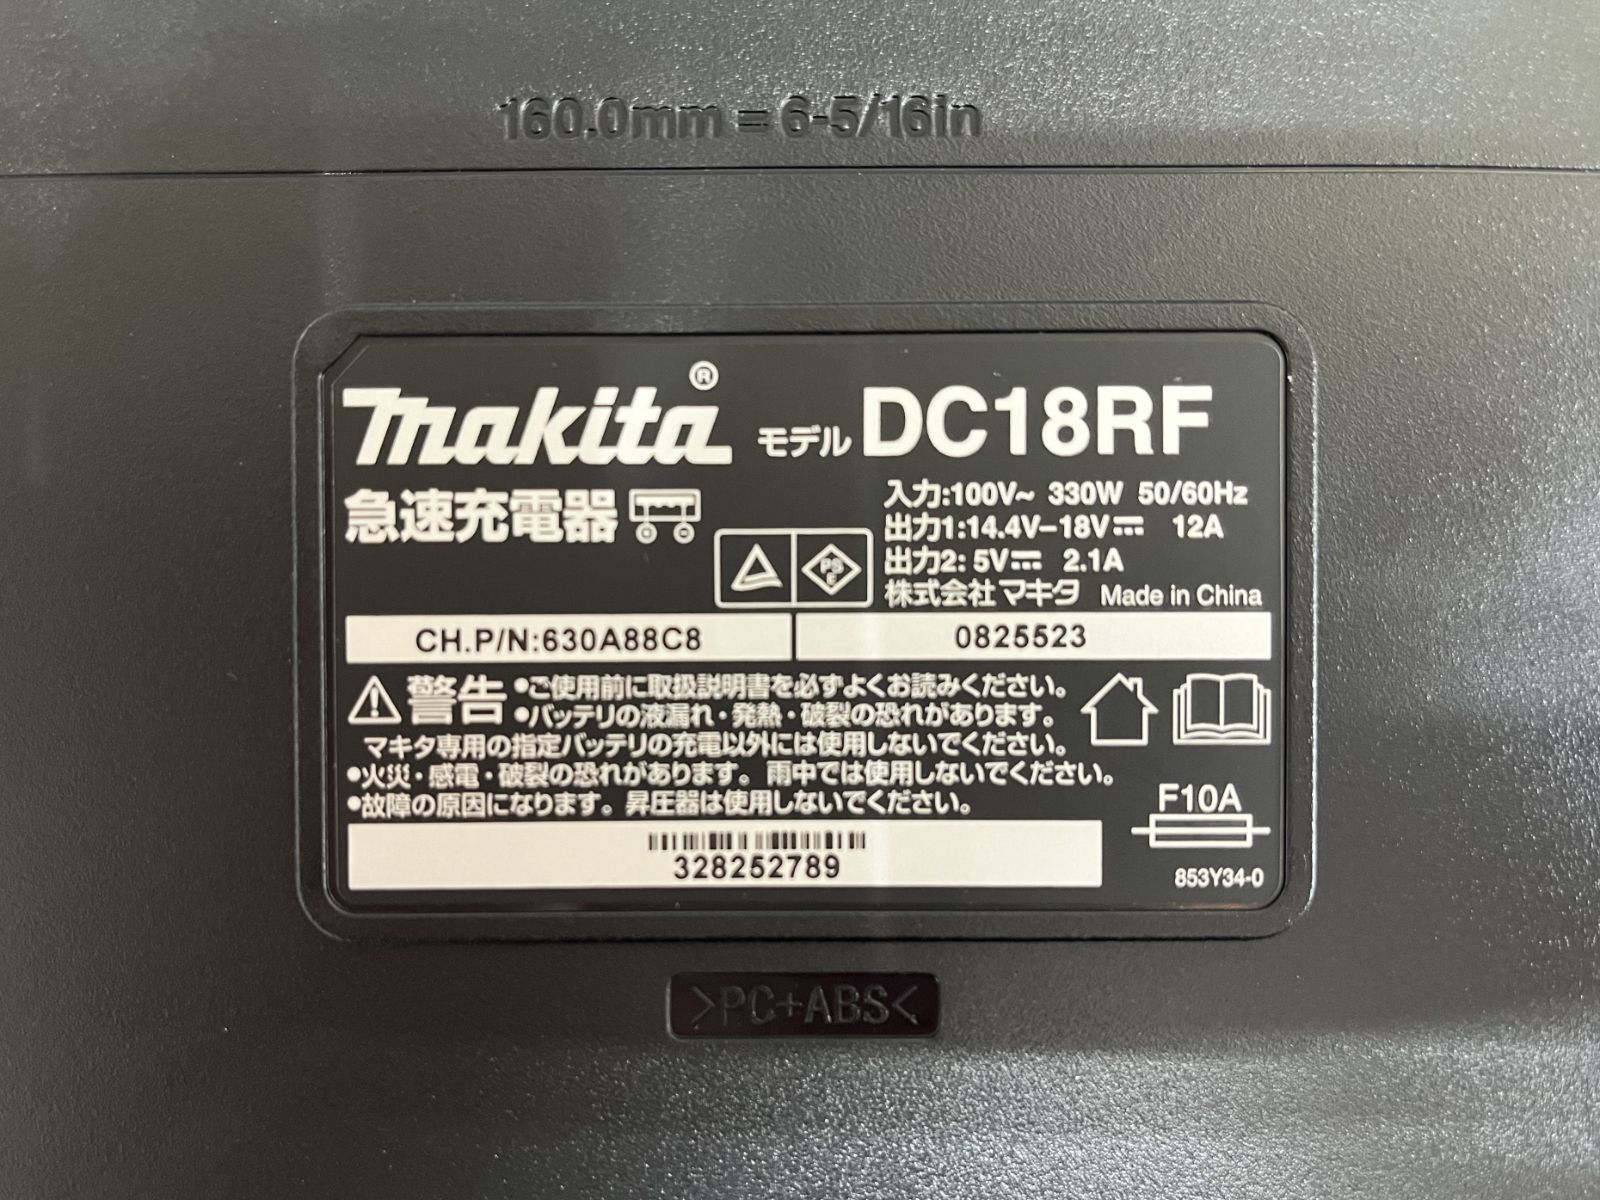 160.0mm = 6-5/16in
makita®
モデル DC18RF
急速充電器
入力:100V~ 330W 50/60Hz
出力1:14.4V-18V⎓ 12A
出力2: 5V⎓ 2.1A
PS
E
株式会社マキタ Made in China
CH.P/N:630A88C8
0825523
警告 •ご使用前に取扱説明書を必ずよくお読みください。
•バッテリの液漏れ・発熱・破裂の恐れがあります。
マキタ専用の指定バッテリの充電以外には使用しないでください。
•火災・感電・破裂の恐れがあります。雨中では使用しないでください。
•故障の原因になります。昇圧器は使用しないでください。
F10A
328252789
853Y34-0
>PC+ABS<